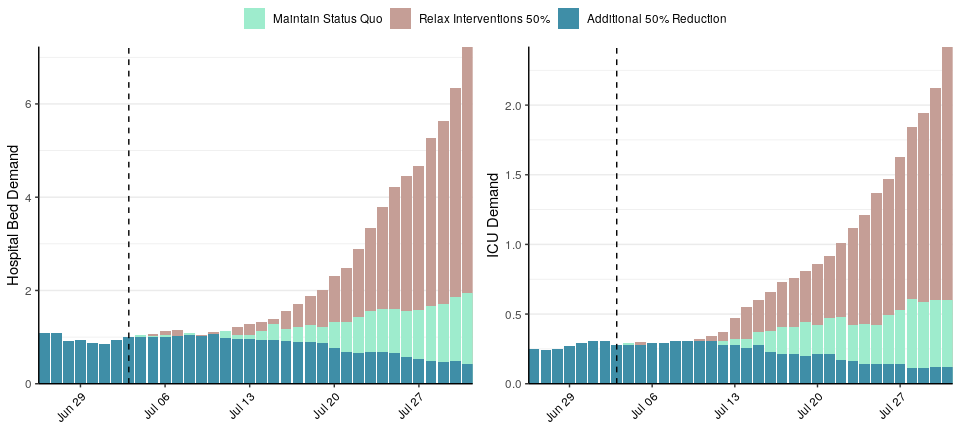 Maintain Status Quo Relax Interventions 50% Additional 50% Reduction
Hospital Bed Demand
6
4
2
0
Jun 29 Jul 06 Jul 13 Jul 20 Jul 27
ICU Demand
2.0
1.5
1.0
0.5
0.0
Jun 29 Jul 06 Jul 13 Jul 20 Jul 27